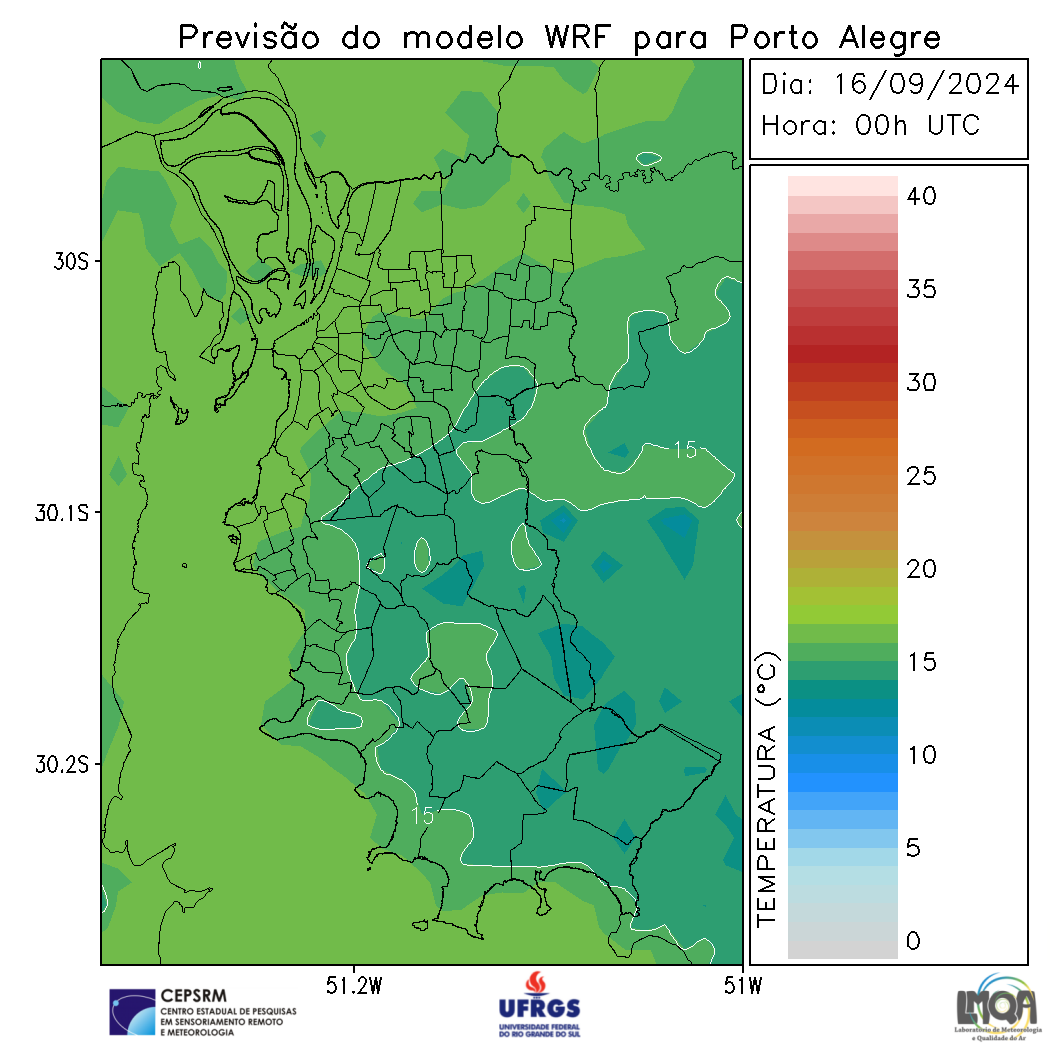 Previsão do modelo WRF para Porto Alegre
Dia: 16/09/2024
Hora: 00h UTC
30S
30.1S
30.2S
51.2W
51W
15
15
TEMPERATURA (°C)
40
35
30
25
20
15
10
5
0
CEPSRM
CENTRO ESTADUAL DE PESQUISAS
EM SENSORIAMENTO REMOTO
E METEOROLOGIA
UFRGS
UNIVERSIDADE FEDERAL
DO RIO GRANDE DO SUL
LMQA
Laboratório de Meteorologia
e Qualidade do Ar